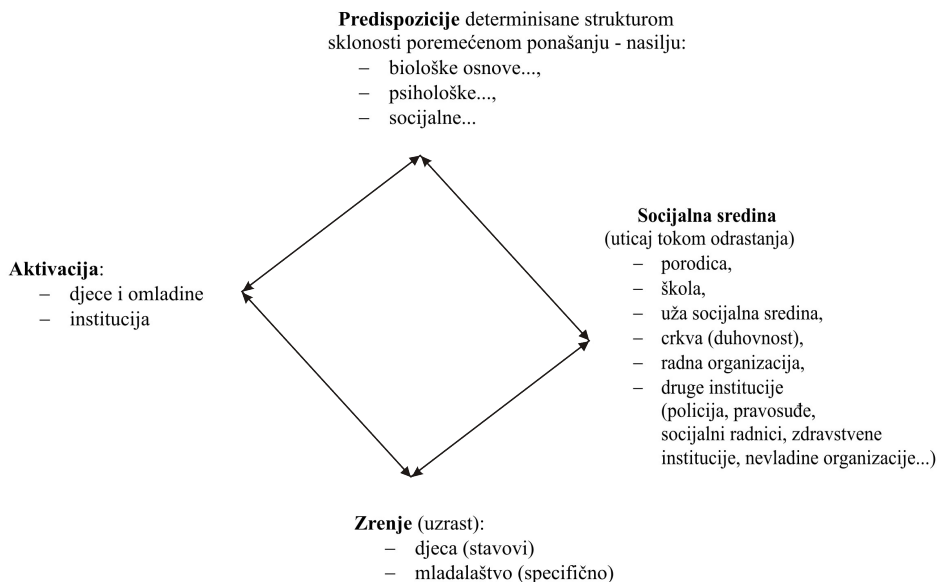 Predispozicije determinisane strukturom
sklonosti poremećenom ponašanju - nasilju:
– biološke osnove...,
– psihološke...,
– socijalne...
Socijalna sredina
(uticaj tokom odrastanja)
– porodica,
– škola,
– uža socijalna sredina,
– crkva (duhovnost),
– radna organizacija,
– druge institucije
(policija, pravosuđe,
socijalni radnici, zdravstvene
institucije, nevladine organizacije...)
Aktivacija:
– djece i omladine
– institucija
Zrenje (uzrast):
– djeca (stavovi)
– mladalaštvo (specifično)